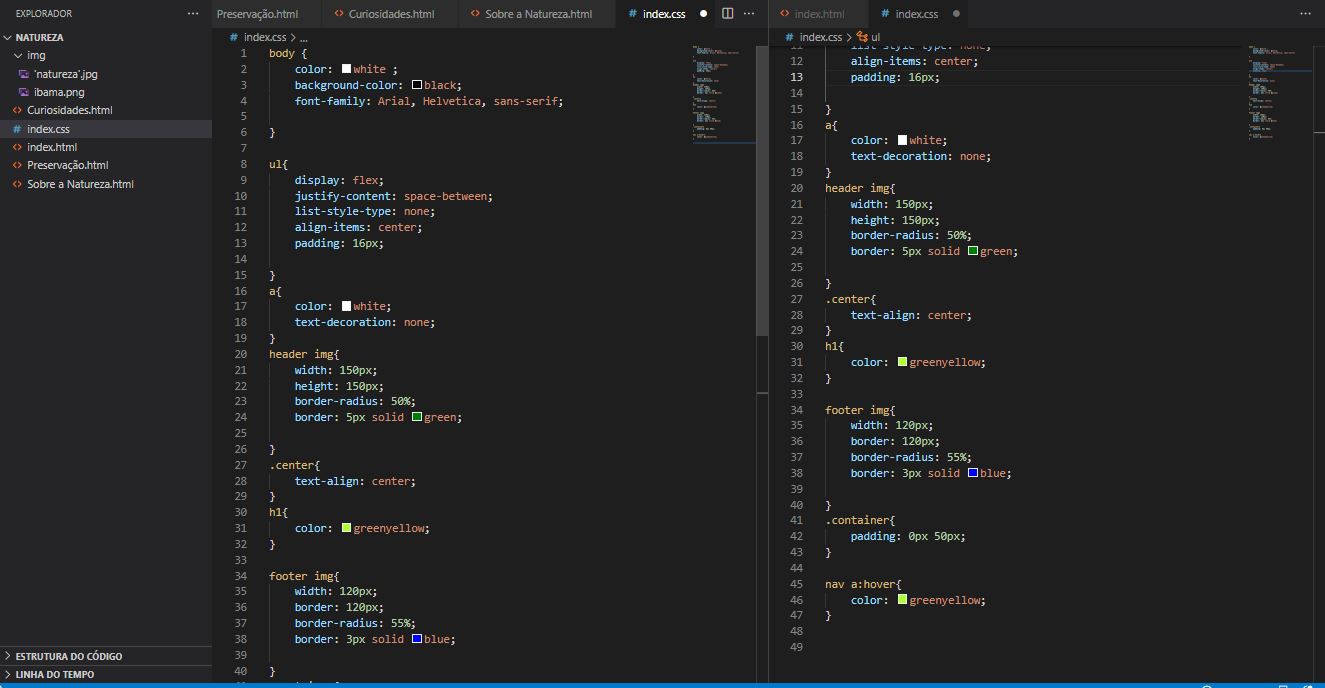 EXPLORADOR
NATUREZA
img
'natureza'.jpg
ibama.png
Curiosidades.html
index.css
index.html
Preservação.html
Sobre a Natureza.html
ESTRUTURA DO CÓDIGO
LINHA DO TEMPO
Preservação.html Curiosidades.html Sobre a Natureza.html index.css
index.css > ...
1 body {
2 color: white ;
3 background-color: black;
4 font-family: Arial, Helvetica, sans-serif;
5
6 }
7
8 ul{
9 display: flex;
10 justify-content: space-between;
11 list-style-type: none;
12 align-items: center;
13 padding: 16px;
14
15 }
16 a{
17 color: white;
18 text-decoration: none;
19 }
20 header img{
21 width: 150px;
22 height: 150px;
23 border-radius: 50%;
24 border: 5px solid green;
25
26 }
27 .center{
28 text-align: center;
29 }
30 h1{
31 color: greenyellow;
32 }
33
34 footer img{
35 width: 120px;
36 border: 120px;
37 border-radius: 55%;
38 border: 3px solid blue;
39
40 }
index.html index.css
index.css > ul
11 list-style-type: none;
12 align-items: center;
13 padding: 16px;
14
15 }
16 a{
17 color: white;
18 text-decoration: none;
19 }
20 header img{
21 width: 150px;
22 height: 150px;
23 border-radius: 50%;
24 border: 5px solid green;
25
26 }
27 .center{
28 text-align: center;
29 }
30 h1{
31 color: greenyellow;
32 }
33
34 footer img{
35 width: 120px;
36 border: 120px;
37 border-radius: 55%;
38 border: 3px solid blue;
39
40 }
41 .container{
42 padding: 0px 50px;
43 }
44
45 nav a:hover{
46 color: greenyellow;
47 }
48
49